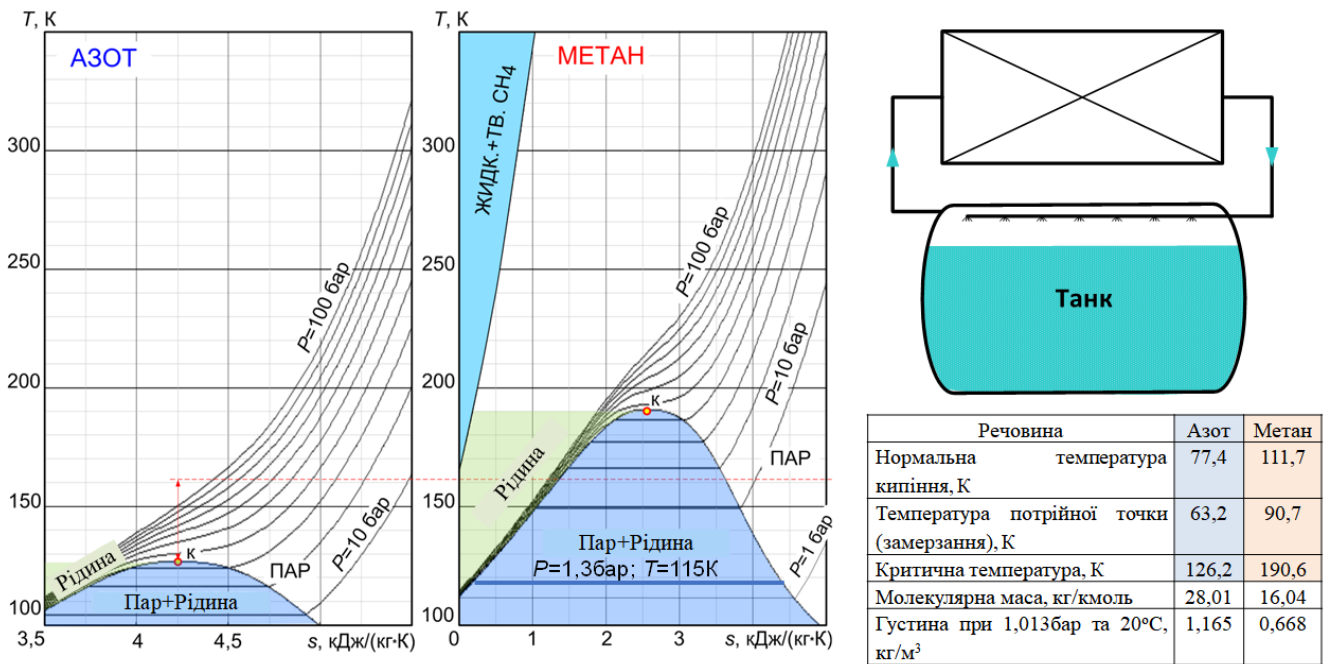 T, К
АЗОТ
300
250
200
150
100
P=100 бар
P=10 бар
К
ПАР
Рідина
Пар+Рідина
3,5
4
4,5
s, кДж/(кг·К)
T, К
МЕТАН
ЖИДК.+ТВ. CH4
300
250
200
150
100
P=100 бар
P=10 бар
P=1 бар
К
ПАР
Рідина
Пар+Рідина
P=1,3бар; T=115К
0
1
2
3
s, кДж/(кг·К)
Танк
Речовина Азот Метан
Нормальна температура 77,4 111,7
кипіння, К
Температура потрійної точки 63,2 90,7
(замерзання), К
Критична температура, К 126,2 190,6
Молекулярна маса, кг/кмоль 28,01 16,04
Густина при 1,013бар та 20°С, 1,165 0,668
кг/м³